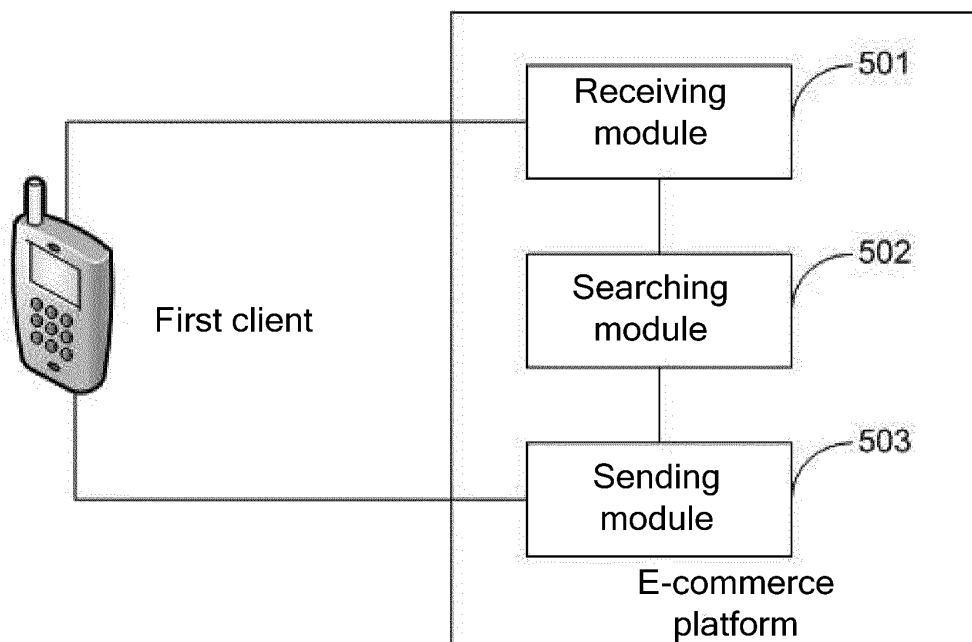 501
Receiving
module
502
Searching
module
First client
503
Sending
module
E-commerce
platform